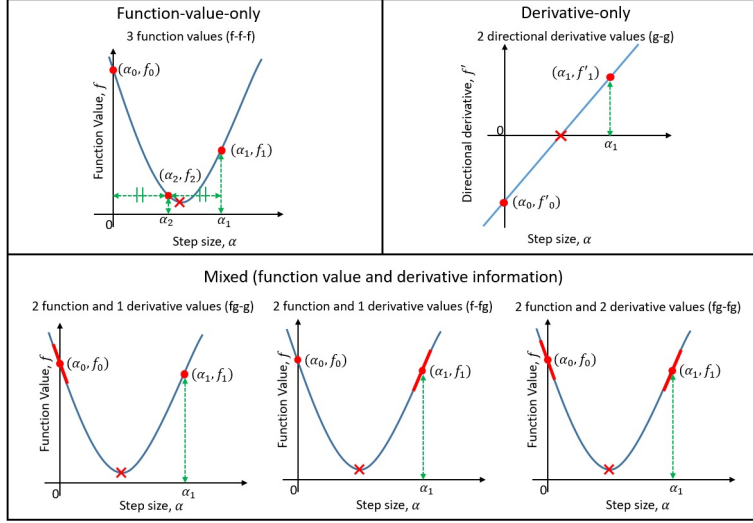 Function-value-only
3 function values (f-f-f)
Function Value, f
(α₀, f₀)
(α₁, f₁)
(α₂, f₂)
0
α₂
α₁
Step size, α
Derivative-only
2 directional derivative values (g-g)
Directional derivative, f′
(α₁, f′₁)
0
α₁
(α₀, f′₀)
Step size, α
Mixed (function value and derivative information)
2 function and 1 derivative values (fg-g)
Function Value, f
(α₀, f₀)
(α₁, f₁)
0
α₁
Step size, α
2 function and 1 derivative values (f-fg)
Function Value, f
(α₀, f₀)
(α₁, f₁)
0
α₁
Step size, α
2 function and 2 derivative values (fg-fg)
Function Value, f
(α₀, f₀)
(α₁, f₁)
0
α₁
Step size, α